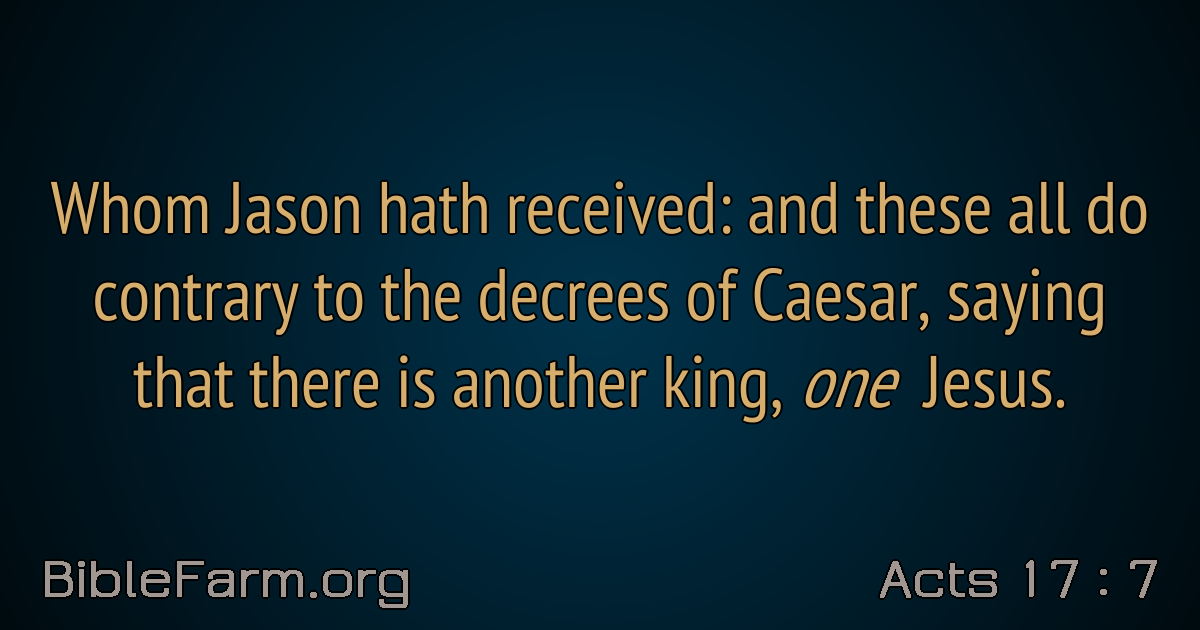 Whom Jason hath received: and these all do
contrary to the decrees of Caesar, saying
that there is another king, one Jesus.
BibleFarm.org
Acts 17 : 7